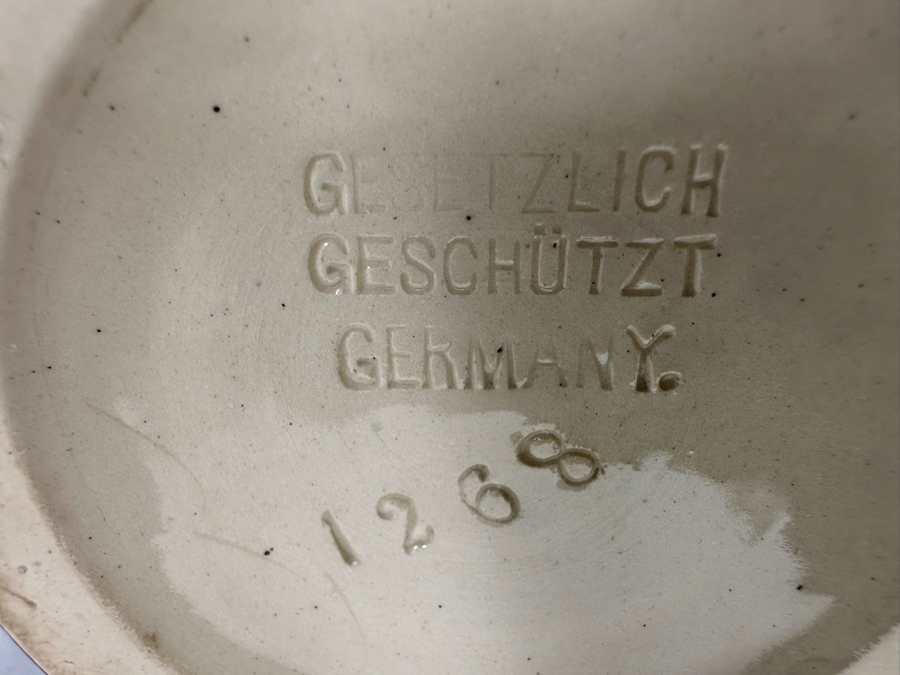 GESETZLICH
GESCHÜTZT
GERMANY.
1268